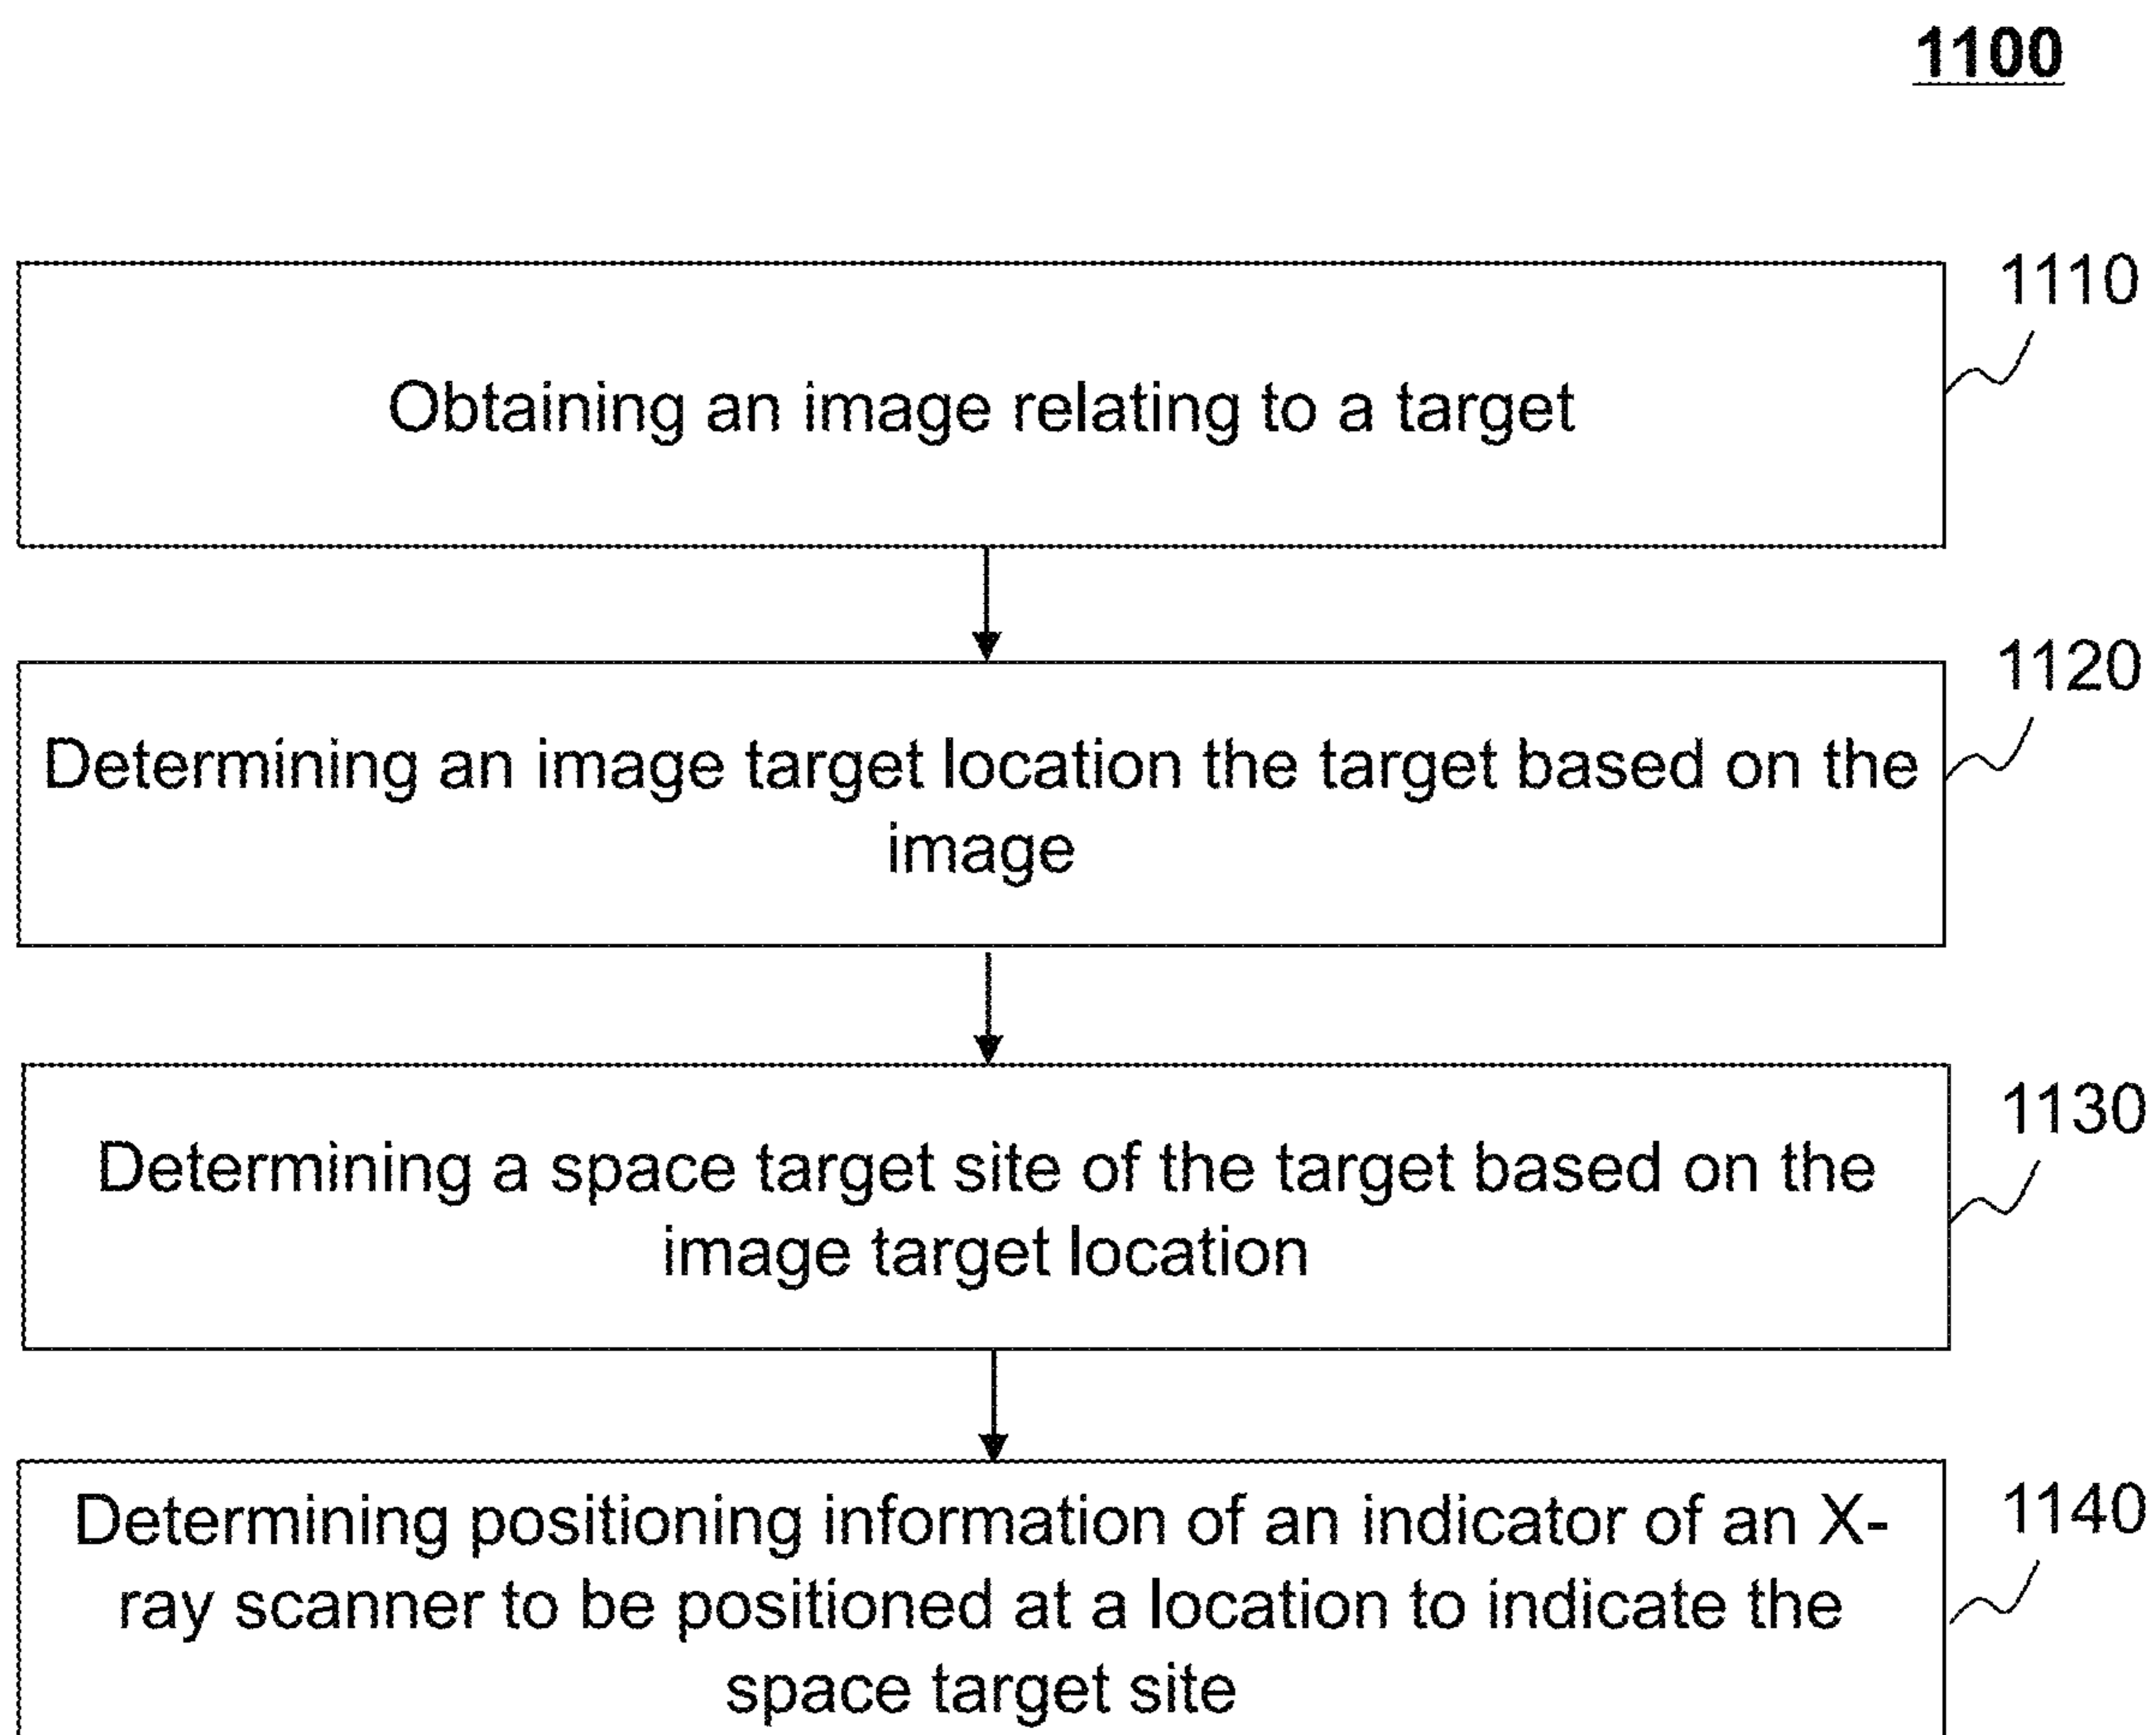 1100
1110
Obtaining an image relating to a target
1120
Determining an image target location the target based on the
image
1130
Determining a space target site of the target based on the
image target location
1140
Determining positioning information of an indicator of an X-
ray scanner to be positioned at a location to indicate the
space target site